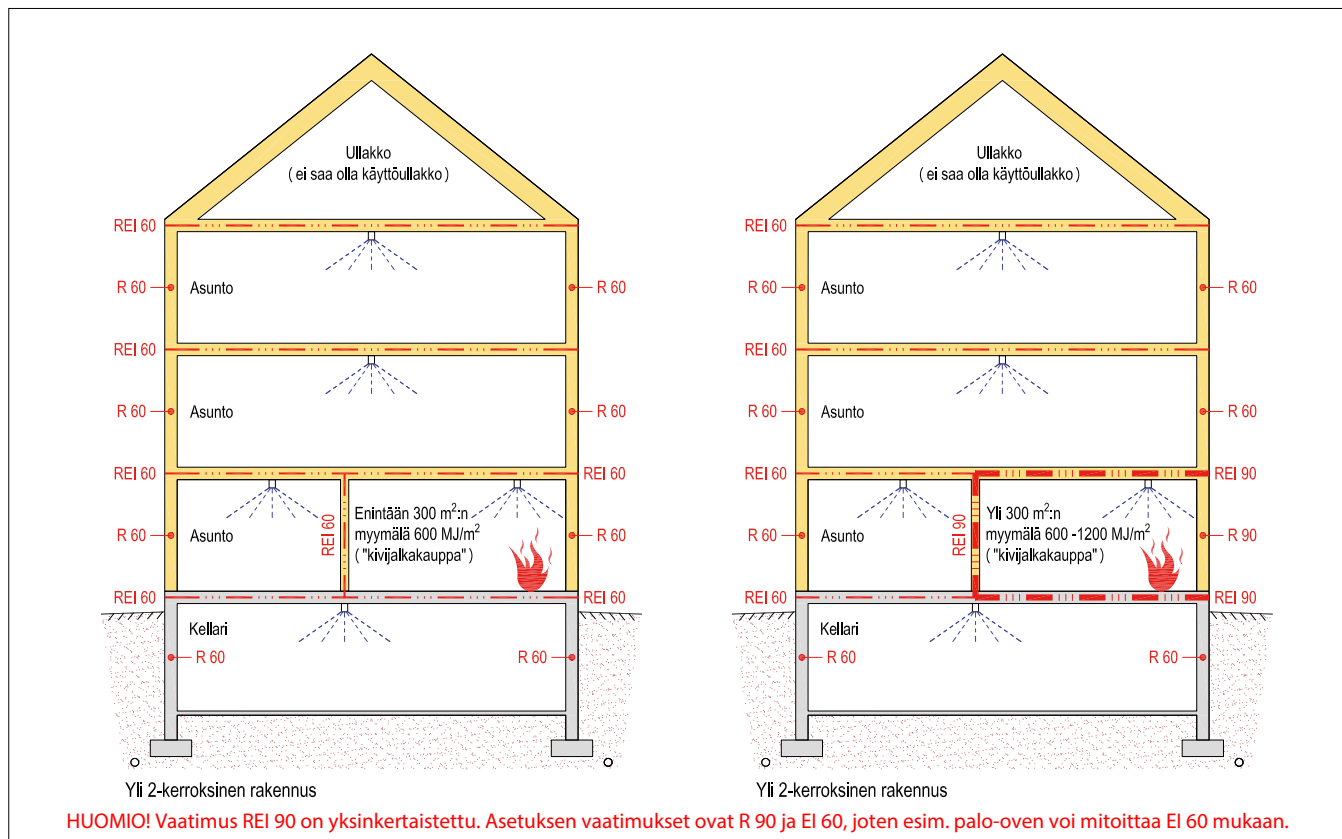 Ullakko
( ei saa olla käyttöullakko )
REI 60
R 60
Asunto
R 60
REI 60
R 60
Asunto
R 60
REI 60
REI 60
R 60
Asunto
REI 60
Enintään 300 m²:n
myymälä 600 MJ/m²
( "kivijalkakauppa" )
R 60
REI 60
REI 60
Kellari
R 60
R 60
Yli 2-kerroksinen rakennus
Ullakko
( ei saa olla käyttöullakko )
REI 60
R 60
Asunto
R 60
REI 60
R 60
Asunto
R 60
REI 60
REI 90
R 60
Asunto
REI 90
Yli 300 m²:n
myymälä 600 -1200 MJ/m²
( "kivijalkakauppa" )
R 90
REI 60
REI 90
Kellari
R 60
R 60
Yli 2-kerroksinen rakennus
HUOMIO! Vaatimus REI 90 on yksinkertaistettu. Asetuksen vaatimukset ovat R 90 ja EI 60, joten esim. palo-oven voi mitoittaa EI 60 mukaan.